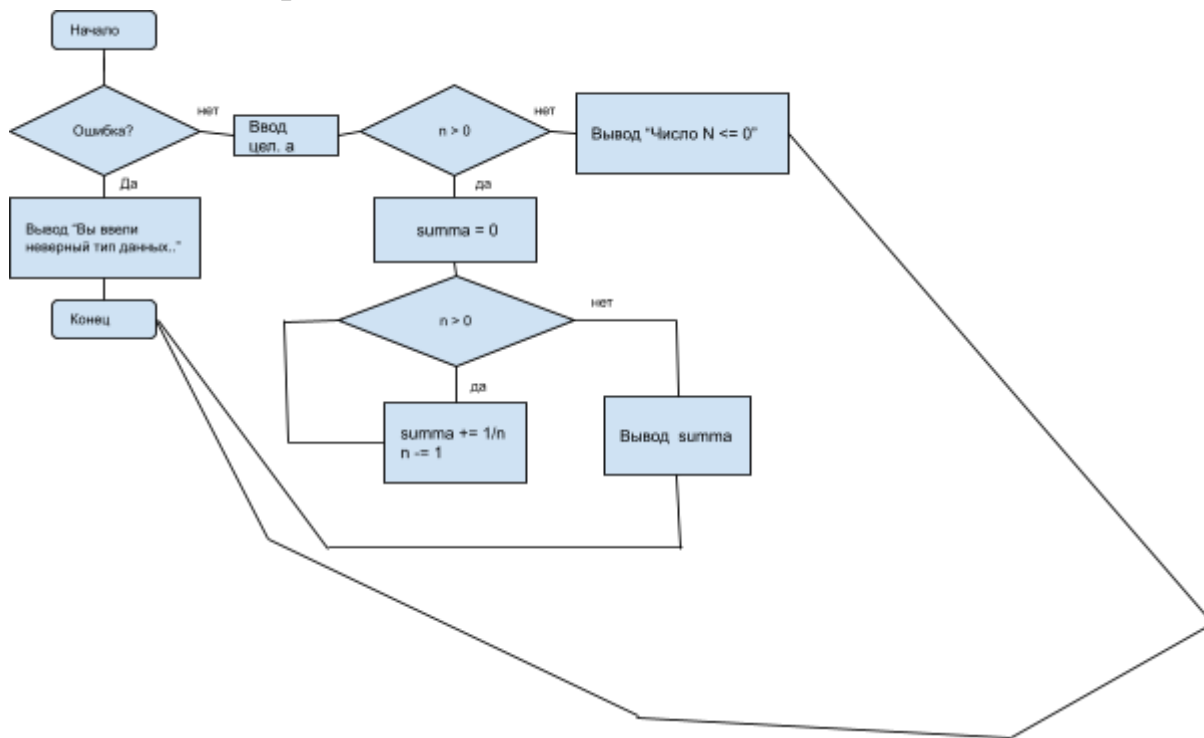 Начало
Ошибка?
нет
Ввод
цел. а
n > 0
нет
Вывод “Число N <= 0”
Да
Вывод “Вы ввели
неверный тип данных..”
Конец
да
summa = 0
n > 0
нет
да
summa += 1/n
n -= 1
Вывод summa